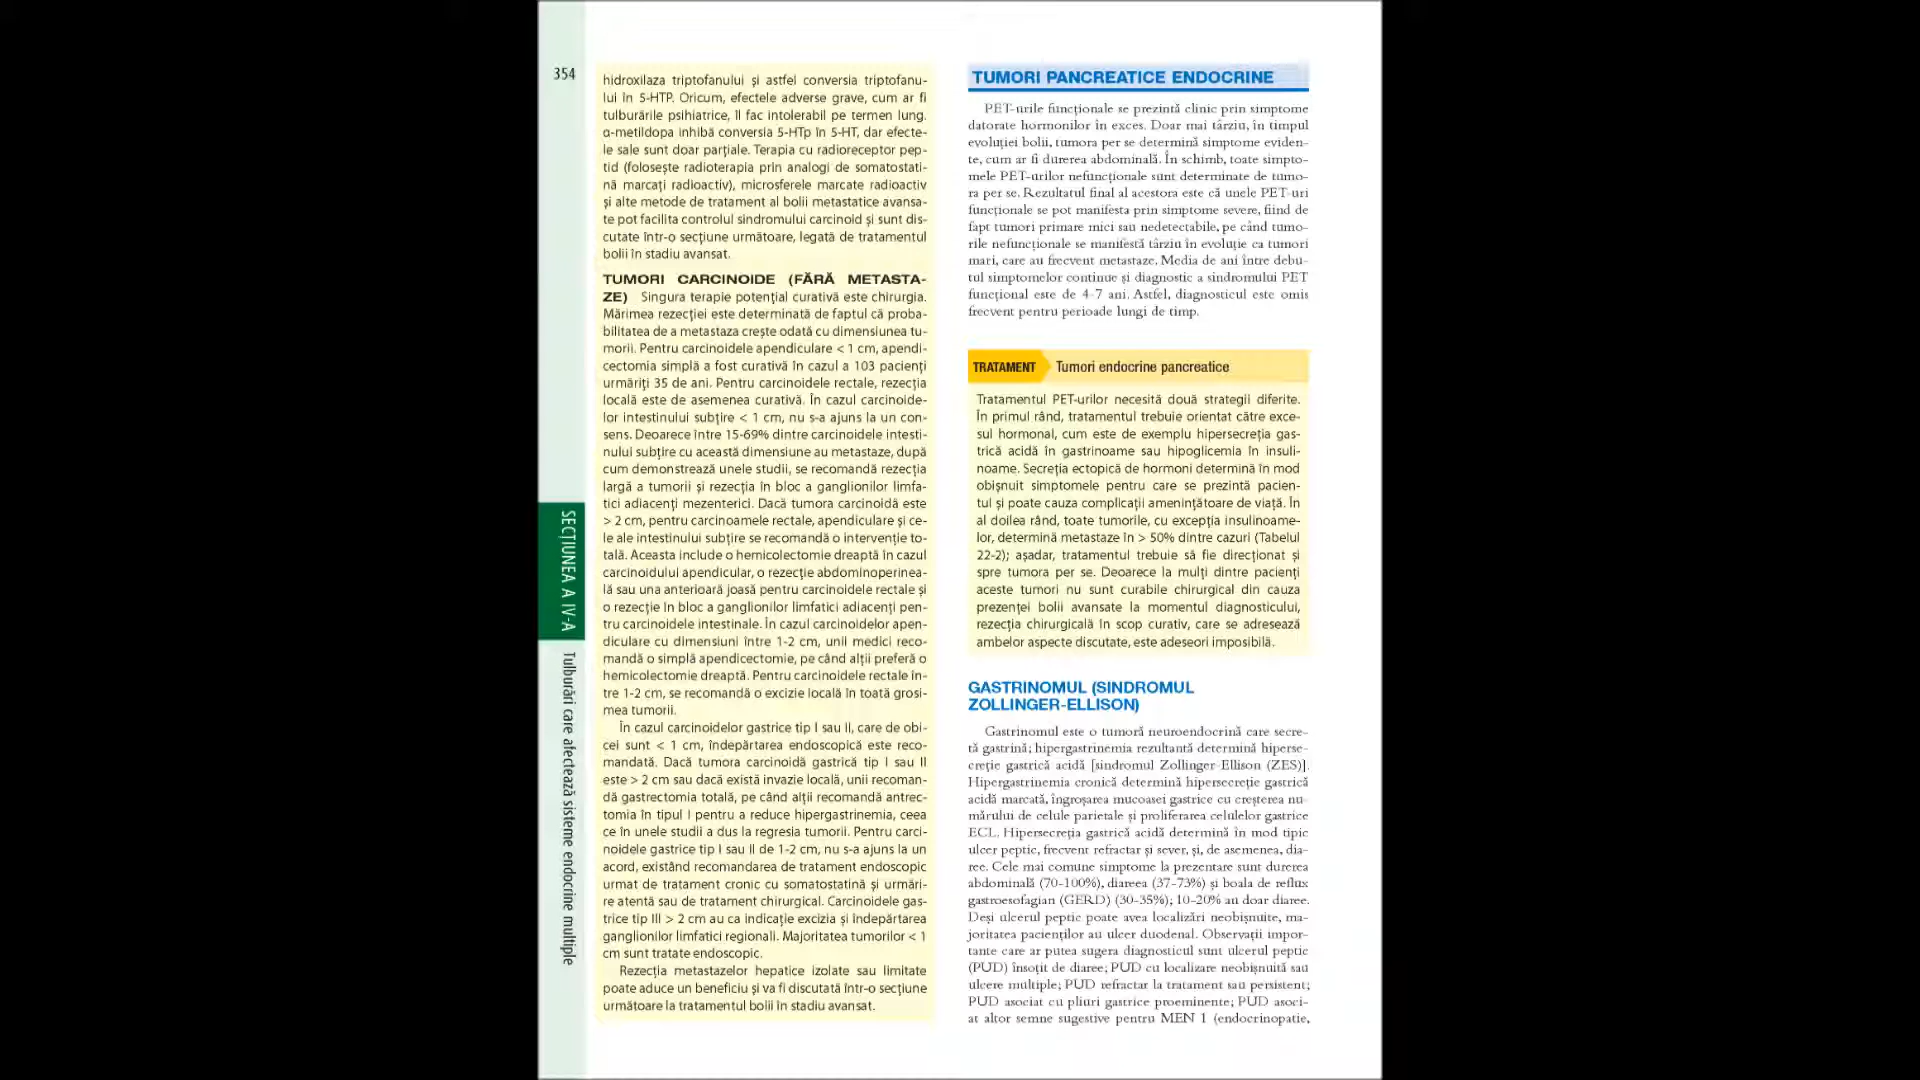 354
hidroxilaza triptofanului și astfel conversia triptofanu-
lui în 5-HTP. Oricum, efectele adverse grave, cum ar fi
tulburările psihiatrice, îl fac intolerabil pe termen lung.
α-metildopa inhibă conversia 5-HTp în 5-HT, dar efecte-
le sale sunt doar parțiale. Terapia cu radioreceptor pep-
tid (folosește radioterapia prin analogi de somatostati-
nă marcați radioactiv), microsferele marcate radioactiv
și alte metode de tratament al bolii metastatice avansa-
te pot facilita controlul sindromului carcinoid și sunt dis-
cutate într-o secțiune următoare, legată de tratamentul
bolii în stadiu avansat.
TUMORI CARCINOIDE (FĂRĂ METASTA-
ZE) Singura terapie potențial curativă este chirurgia.
Mărimea rezecției este determinată de faptul că proba-
bilitatea de a metastaza crește odată cu dimensiunea tu-
morii. Pentru carcinoidele apendiculare < 1 cm, apendi-
cectomia simplă a fost curativă în cazul a 103 pacienți
urmăriți 35 de ani. Pentru carcinoidele rectale, rezecția
locală este de asemenea curativă. În cazul carcinoide-
lor intestinului subțire < 1 cm, nu s-a ajuns la un con-
sens. Deoarece între 15-69% dintre carcinoidele intesti-
nului subțire cu această dimensiune au metastaze, după
cum demonstrează unele studii, se recomandă rezecția
largă a tumorii și rezecția în bloc a ganglionilor limfa-
tici adiacenți mezenterici. Dacă tumora carcinoidă este
> 2 cm, pentru carcinoamele rectale, apendiculare și ce-
le ale intestinului subțire se recomandă o intervenție to-
tală. Aceasta include o hemicolectomie dreaptă în cazul
carcinoidului apendicular, o rezecție abdominoperinea-
lă sau una anterioară joasă pentru carcinoidele rectale și
o rezecție în bloc a ganglionilor limfatici adiacenți pen-
tru carcinoidele intestinale. În cazul carcinoidelor apen-
diculare cu dimensiuni între 1-2 cm, unii medici reco-
mandă o simplă apendicectomie, pe când alții preferă o
hemicolectomie dreaptă. Pentru carcinoidele rectale în-
tre 1-2 cm, se recomandă o excizie locală în toată grosi-
mea tumorii.
În cazul carcinoidelor gastrice tip I sau II, care de obi-
cei sunt < 1 cm, îndepărtarea endoscopică este reco-
mandată. Dacă tumora carcinoidă gastrică tip I sau II
este > 2 cm sau dacă există invazie locală, unii recoman-
dă gastrectomia totală, pe când alții recomandă antrec-
tomia în tipul I pentru a reduce hipergastrinemia, ceea
ce în unele studii a dus la regresia tumorii. Pentru carci-
noidele gastrice tip I sau II de 1-2 cm, nu s-a ajuns la un
acord, existând recomandarea de tratament endoscopic
urmat de tratament cronic cu somatostatină și urmări-
re atentă sau de tratament chirurgical. Carcinoidele gas-
trice tip III > 2 cm au ca indicație excizia și îndepărtarea
ganglionilor limfatici regionali. Majoritatea tumorilor < 1
cm sunt tratate endoscopic.
Rezecția metastazelor hepatice izolate sau limitate
poate aduce un beneficiu și va fi discutată într-o secțiune
următoare la tratamentul bolii în stadiu avansat.
TUMORI PANCREATICE ENDOCRINE
PET-urile funcționale se prezintă clinic prin simptome
datorate hormonilor în exces. Doar mai târziu, în timpul
evoluției bolii, tumora per se determină simptome eviden-
te, cum ar fi durerea abdominală. În schimb, toate simpto-
mele PET-urilor nefuncționale sunt determinate de tumo-
ra per se. Rezultatul final al acestora este că unele PET-uri
funcționale se pot manifesta prin simptome severe, fiind de
fapt tumori primare mici sau nedetectabile, pe când tumo-
rile nefuncționale se manifestă târziu în evoluție ca tumori
mari, care au frecvent metastaze. Media de ani între debu-
tul simptomelor continue și diagnostic a sindromului PET
funcțional este de 4-7 ani. Astfel, diagnosticul este omis
frecvent pentru perioade lungi de timp.
TRATAMENT Tumori endocrine pancreatice
Tratamentul PET-urilor necesită două strategii diferite.
În primul rând, tratamentul trebuie orientat către exce-
sul hormonal, cum este de exemplu hipersecreția gas-
trică acidă în gastrinoame sau hipoglicemia în insuli-
noame. Secreția ectopică de hormoni determină în mod
obișnuit simptomele pentru care se prezintă pacien-
tul și poate cauza complicații amenințătoare de viață. În
al doilea rând, toate tumorile, cu excepția insulinoame-
lor, determină metastaze în > 50% dintre cazuri (Tabelul
22-2); așadar, tratamentul trebuie să fie direcționat și
spre tumora per se. Deoarece la mulți dintre pacienți
aceste tumori nu sunt curabile chirurgical din cauza
prezenței bolii avansate la momentul diagnosticului,
rezecția chirurgicală în scop curativ, care se adresează
ambelor aspecte discutate, este adeseori imposibilă.
GASTRINOMUL (SINDROMUL
ZOLLINGER-ELLISON)
Gastrinomul este o tumoră neuroendocrină care secre-
tă gastrină; hipergastrinemia rezultantă determină hiperse-
creție gastrică acidă [sindromul Zollinger-Ellison (ZES)].
Hipergastrinemia cronică determină hipersecreție gastrică
acidă marcată, îngroșarea mucoasei gastrice cu creșterea nu-
mărului de celule parietale și proliferarea celulelor gastrice
ECL. Hipersecreția gastrică acidă determină în mod tipic
ulcer peptic, frecvent refractar și sever, și, de asemenea, dia-
ree. Cele mai comune simptome la prezentare sunt durerea
abdominală (70-100%), diareea (37-73%) și boala de reflux
gastroesofagian (GERD) (30-35%); 10-20% au doar diaree.
Deși ulcerul peptic poate avea localizări neobișnuite, ma-
joritatea pacienților au ulcer duodenal. Observații impor-
tante care ar putea sugera diagnosticul sunt ulcerul peptic
(PUD) însoțit de diaree; PUD cu localizare neobișnuită sau
ulcere multiple; PUD refractar la tratament sau persistent;
PUD asociat cu pliuri gastrice proeminente; PUD asoci-
at altor semne sugestive pentru MEN 1 (endocrinopatie,
SECȚIUNEA A IV-A
Tulburări care afectează sisteme endocrine multiple